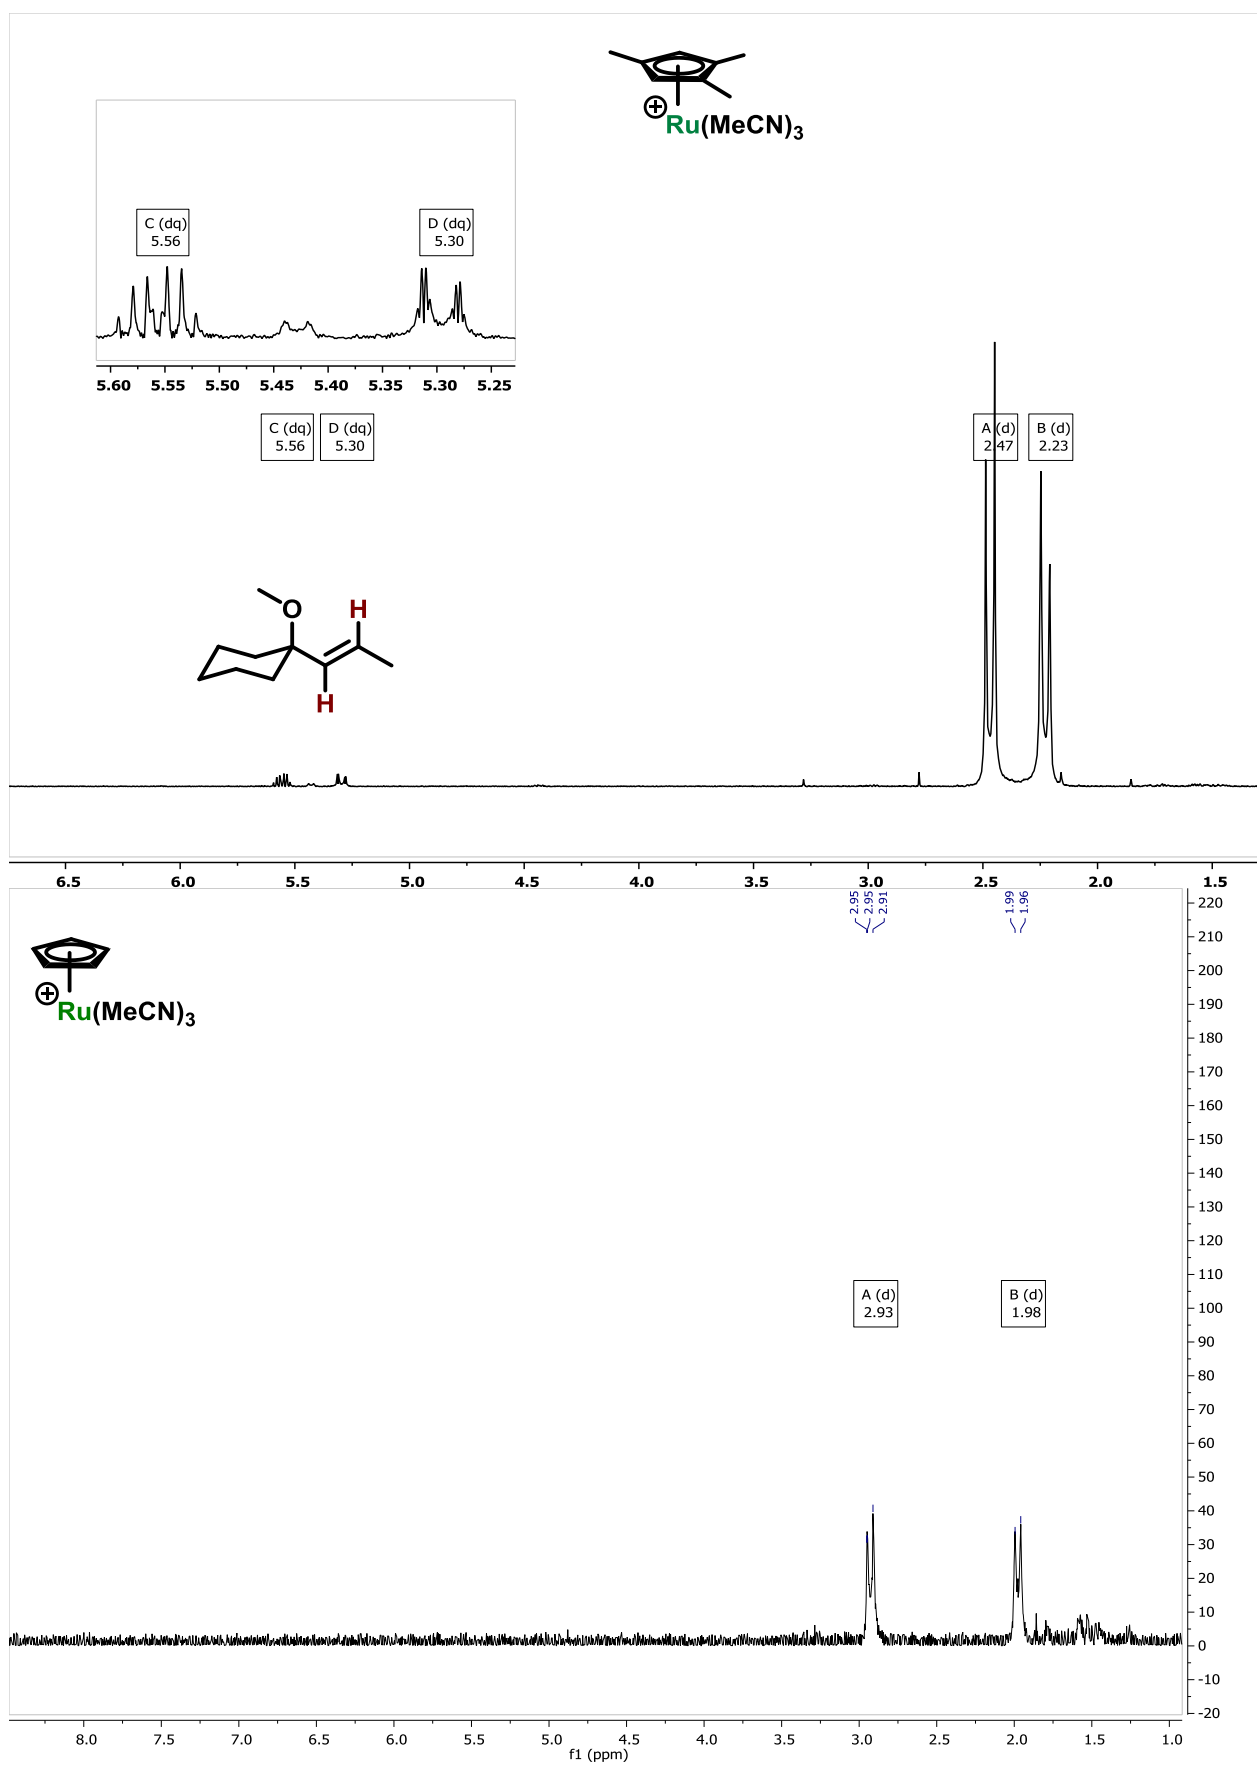 ⊕
Ru(MeCN)3
C (dq)
5.56
D (dq)
5.30
5.60 5.55 5.50 5.45 5.40 5.35 5.30 5.25
C (dq)
5.56
D (dq)
5.30
A (d)
2.47
B (d)
2.23
O
H
H
6.5 6.0 5.5 5.0 4.5 4.0 3.5 3.0 2.5 2.0 1.5
2.95
2.95
2.91
1.99
1.96
⊕
Ru(MeCN)3
A (d)
2.93
B (d)
1.98
220
210
200
190
180
170
160
150
140
130
120
110
100
90
80
70
60
50
40
30
20
10
0
-10
-20
8.0 7.5 7.0 6.5 6.0 5.5 5.0 4.5 4.0 3.5 3.0 2.5 2.0 1.5 1.0
f1 (ppm)